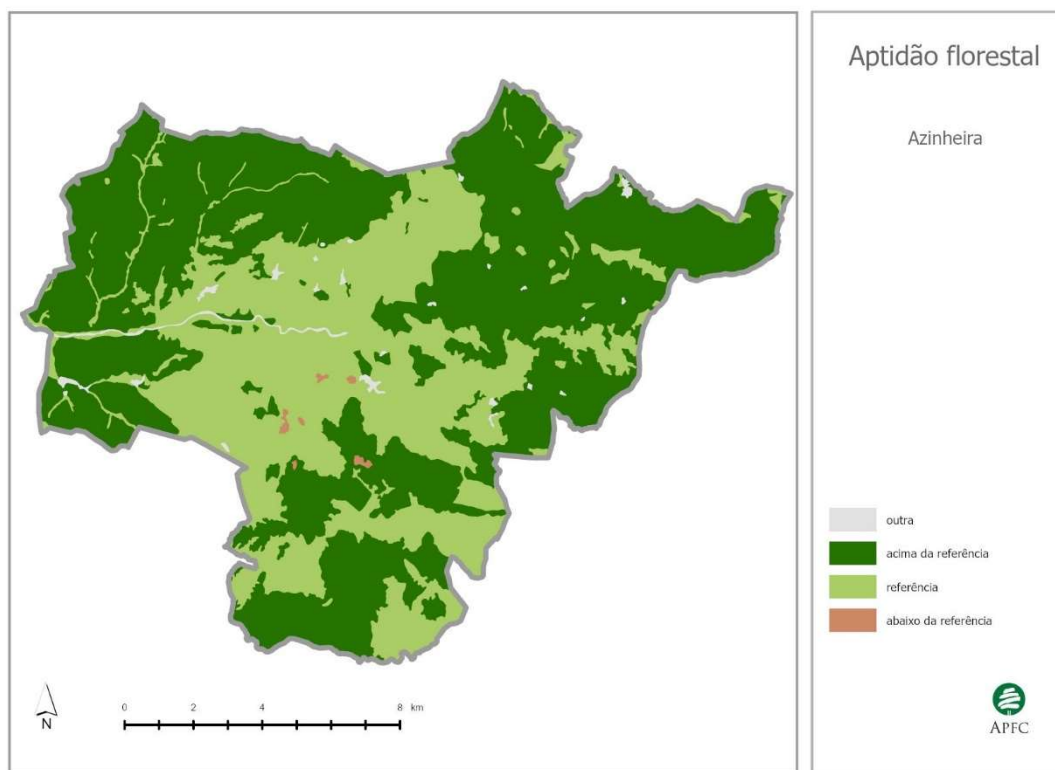 Aptidão florestal
Azinheira
outra
acima da referência
referência
abaixo da referência
N
0 2 4 8 km
APFC